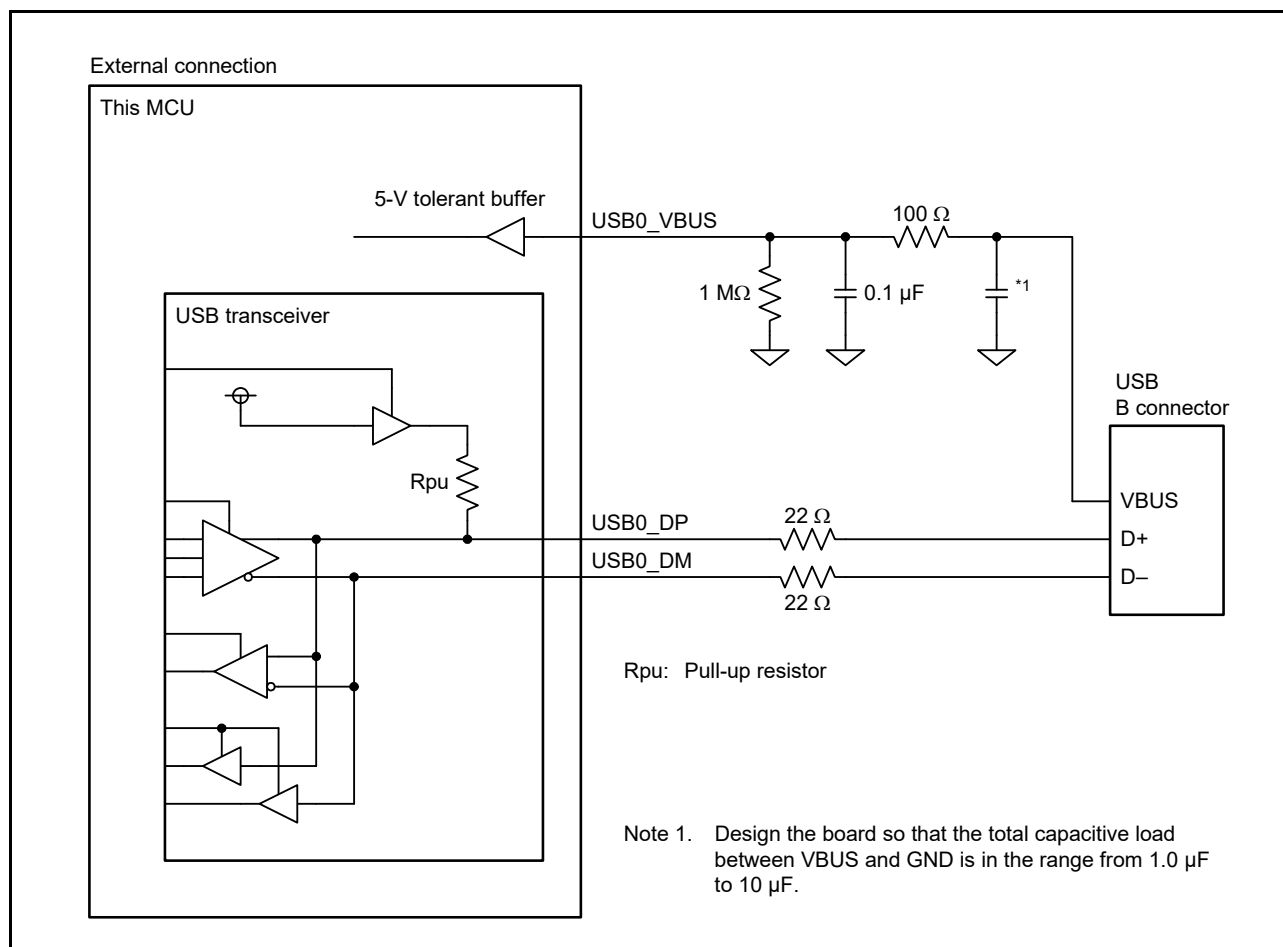 External connection
This MCU
5-V tolerant buffer
USB0_VBUS
100 Ω
1 MΩ
0.1 µF
*1
USB transceiver
USB
B connector
Rpu
VBUS
USB0_DP
22 Ω
D+
USB0_DM
D–
22 Ω
Rpu: Pull-up resistor
Note 1. Design the board so that the total capacitive load
between VBUS and GND is in the range from 1.0 µF
to 10 µF.